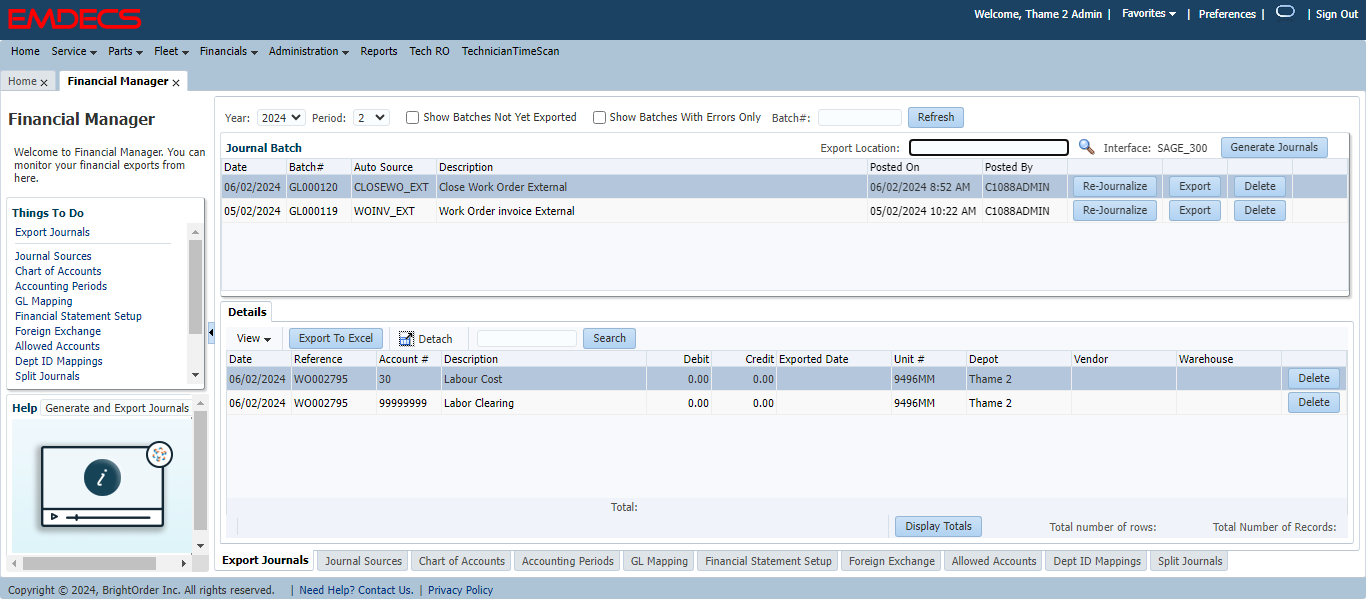 EMDECS
Welcome, Thame 2 Admin | Favorites | Preferences | | Sign Out
Home Service Parts Fleet Financials Administration Reports Tech RO TechnicianTimeScan
Home x Financial Manager x
Financial Manager
Welcome to Financial Manager. You can
monitor your financial exports from
here.
Things To Do
Export Journals
Journal Sources
Chart of Accounts
Accounting Periods
GL Mapping
Financial Statement Setup
Foreign Exchange
Allowed Accounts
Dept ID Mappings
Split Journals
Help Generate and Export Journals
i
Year: 2024 Period: 2 Show Batches Not Yet Exported Show Batches With Errors Only Batch#: Refresh
Journal Batch Export Location: Interface: SAGE_300 Generate Journals
Date Batch# Auto Source Description Posted On Posted By
06/02/2024 GL000120 CLOSEWO_EXT Close Work Order External 06/02/2024 8:52 AM C1088ADMIN Re-Journalize Export Delete
05/02/2024 GL000119 WOINV_EXT Work Order invoice External 05/02/2024 10:22 AM C1088ADMIN Re-Journalize Export Delete
Details
View Export To Excel Detach Search
Date Reference Account # Description Debit Credit Exported Date Unit # Depot Vendor Warehouse
06/02/2024 WO002795 30 Labour Cost 0.00 0.00 9496MM Thame 2 Delete
06/02/2024 WO002795 99999999 Labor Clearing 0.00 0.00 9496MM Thame 2 Delete
Total:
Display Totals Total number of rows: Total Number of Records:
Export Journals Journal Sources Chart of Accounts Accounting Periods GL Mapping Financial Statement Setup Foreign Exchange Allowed Accounts Dept ID Mappings Split Journals
Copyright © 2024, BrightOrder Inc. All rights reserved. | Need Help? Contact Us. | Privacy Policy